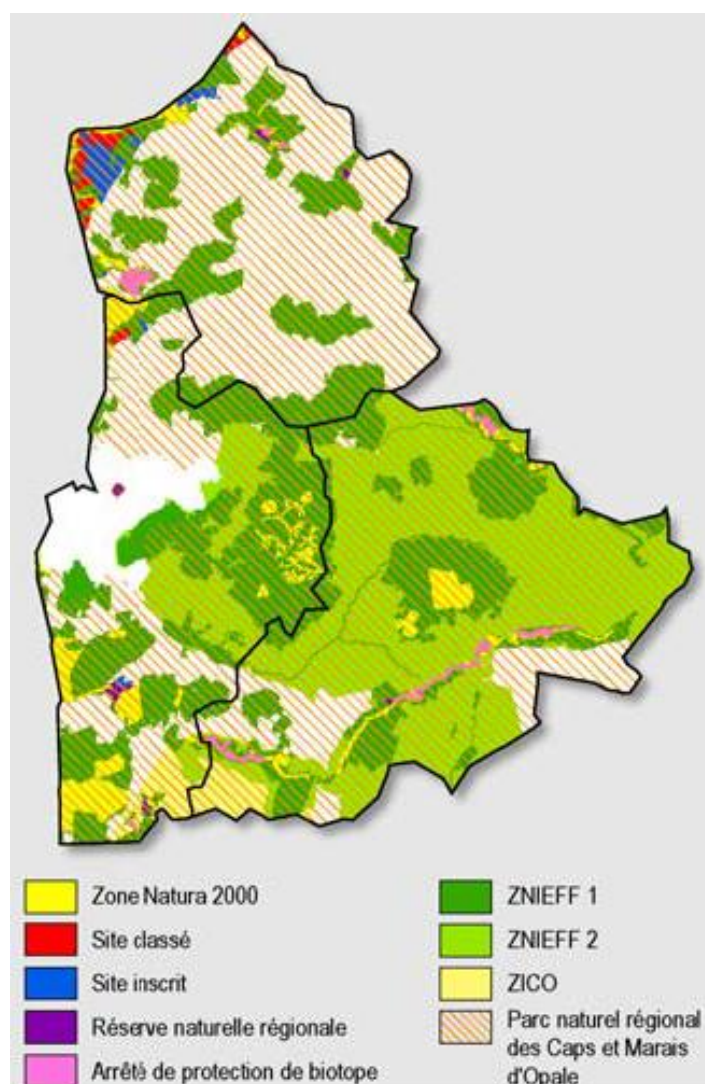 Zone Natura 2000
Site classé
Site inscrit
Réserve naturelle régionale
Arrêté de protection de biotope
ZNIEFF 1
ZNIEFF 2
ZICO
Parc naturel régional
des Caps et Marais
d'Opale